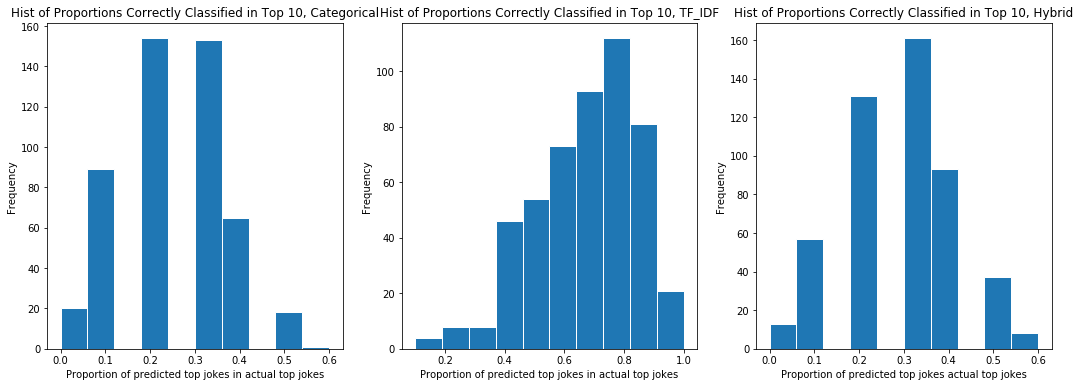 Hist of Proportions Correctly Classified in Top 10, Categorical
160
140
120
100
80
60
40
20
0
Frequency
0.0 0.1 0.2 0.3 0.4 0.5 0.6
Proportion of predicted top jokes in actual top jokes
Hist of Proportions Correctly Classified in Top 10, TF_IDF
100
80
60
40
20
0
Frequency
0.2 0.4 0.6 0.8 1.0
Proportion of predicted top jokes in actual top jokes
Hist of Proportions Correctly Classified in Top 10, Hybrid
160
140
120
100
80
60
40
20
0
Frequency
0.0 0.1 0.2 0.3 0.4 0.5 0.6
Proportion of predicted top jokes actual top jokes